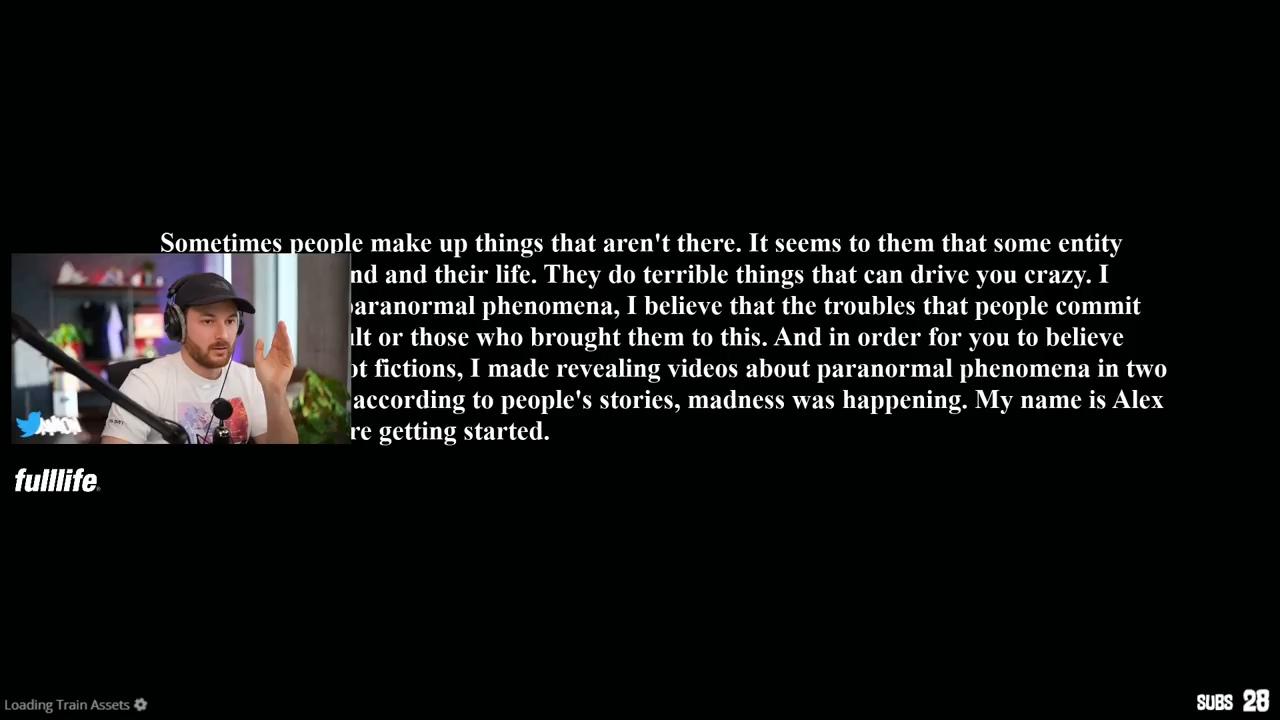 Sometimes people make up things that aren't there. It seems to them that some entity
and their life. They do terrible things that can drive you crazy. I
paranormal phenomena, I believe that the troubles that people commit
or those who brought them to this. And in order for you to believe
fictions, I made revealing videos about paranormal phenomena in two
according to people's stories, madness was happening. My name is Alex
getting started.
fulllife
Loading Train Assets
SUBS 28